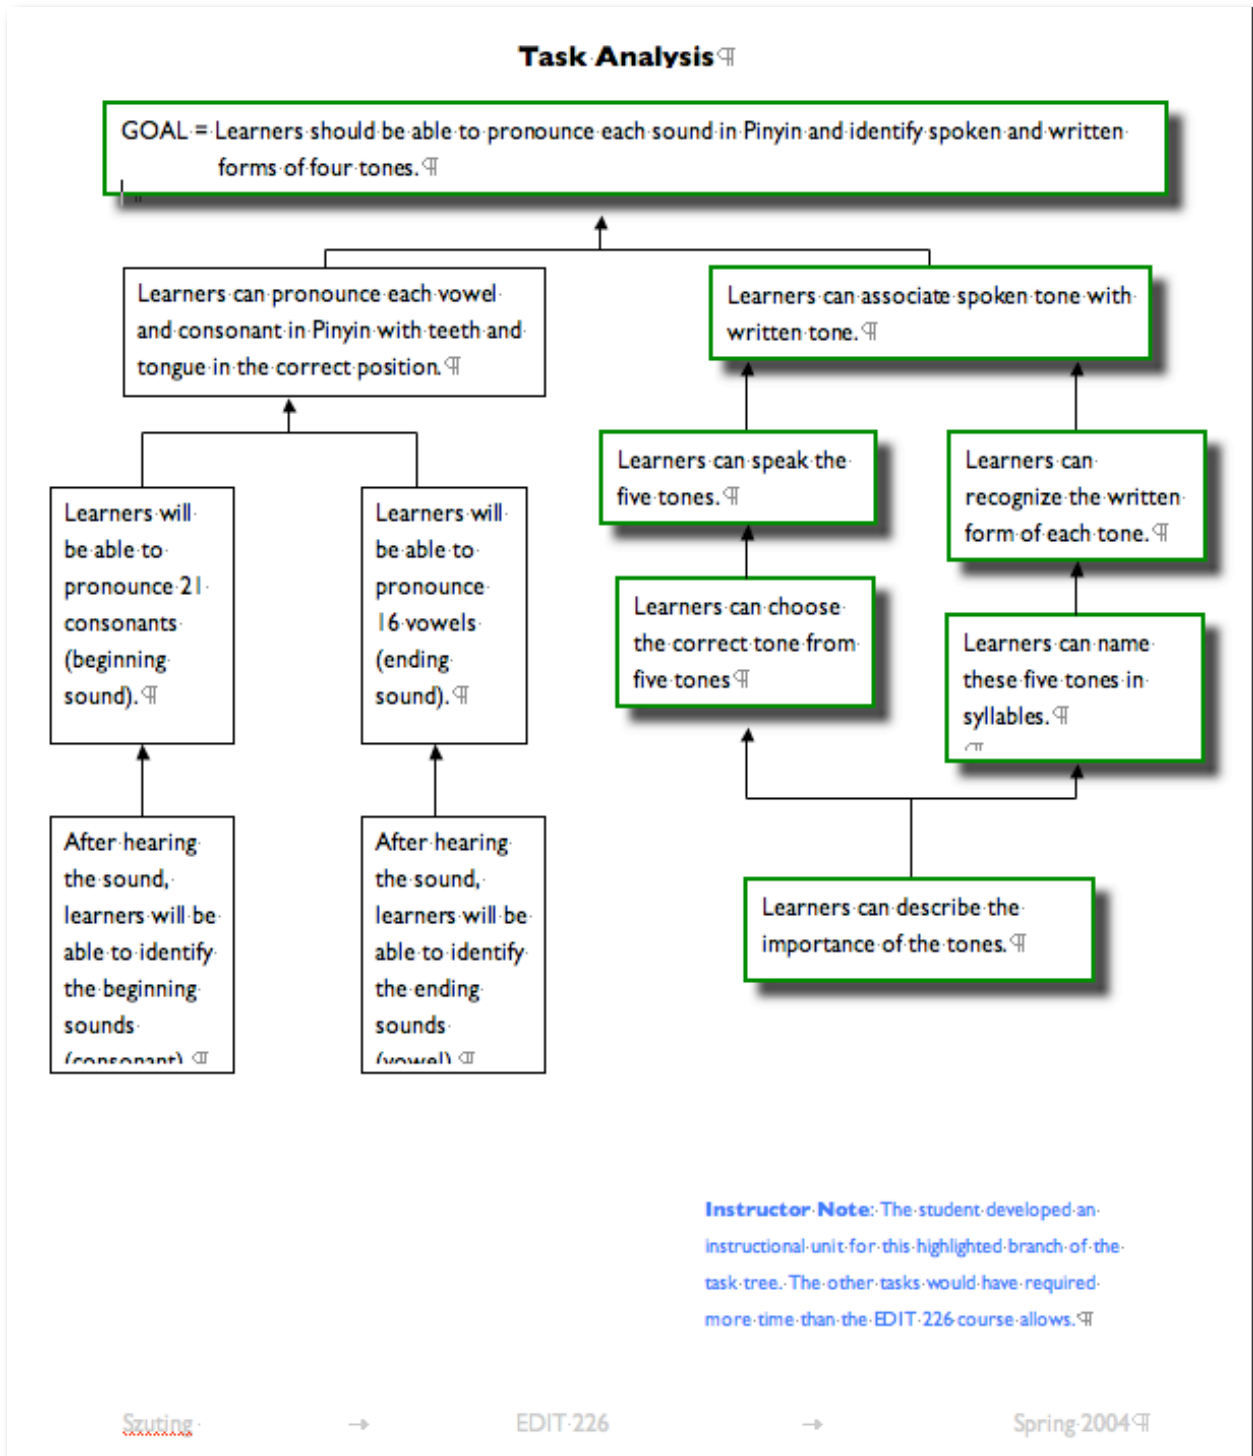 Task Analysis¶
GOAL = Learners should be able to pronounce each sound in Pinyin and identify spoken and written
forms of four tones.¶
¶
Learners can pronounce each vowel
and consonant in Pinyin with teeth and
tongue in the correct position.¶
Learners can associate spoken tone with
written tone.¶
Learners can speak the
five tones.¶
Learners can
recognize the written
form of each tone.¶
Learners will
be able to
pronounce 21
consonants
(beginning
sound).¶
Learners will
be able to
pronounce
16 vowels
(ending
sound).¶
Learners can choose
the correct tone from
five tones¶
Learners can name
these five tones in
syllables.¶
¶
After hearing
the sound,
learners will be
able to identify
the beginning
sounds
(consonant) ¶
After hearing
the sound,
learners will be
able to identify
the ending
sounds
(vowel) ¶
Learners can describe the
importance of the tones.¶
Instructor Note: The student developed an
instructional unit for this highlighted branch of the
task tree. The other tasks would have required
more time than the EDIT 226 course allows.¶
Szuting → EDIT 226 → Spring 2004¶